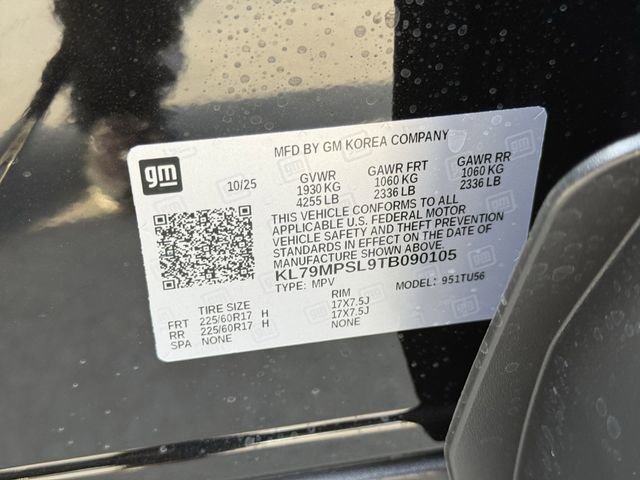 MFD BY GM KOREA COMPANY
gm
10/25
GVWR GAWR FRT GAWR RR
1930 KG 1060 KG 1060 KG
4255 LB 2336 LB 2336 LB
THIS VEHICLE CONFORMS TO ALL
APPLICABLE U.S. FEDERAL MOTOR
VEHICLE SAFETY AND THEFT PREVENTION
STANDARDS IN EFFECT ON THE DATE OF
MANUFACTURE SHOWN ABOVE.
KL79MPSL9TB090105
TYPE: MPV MODEL: 951TU56
TIRE SIZE RIM
FRT 225/60R17 H 17X7.5J
RR 225/60R17 H 17X7.5J
SPA NONE NONE